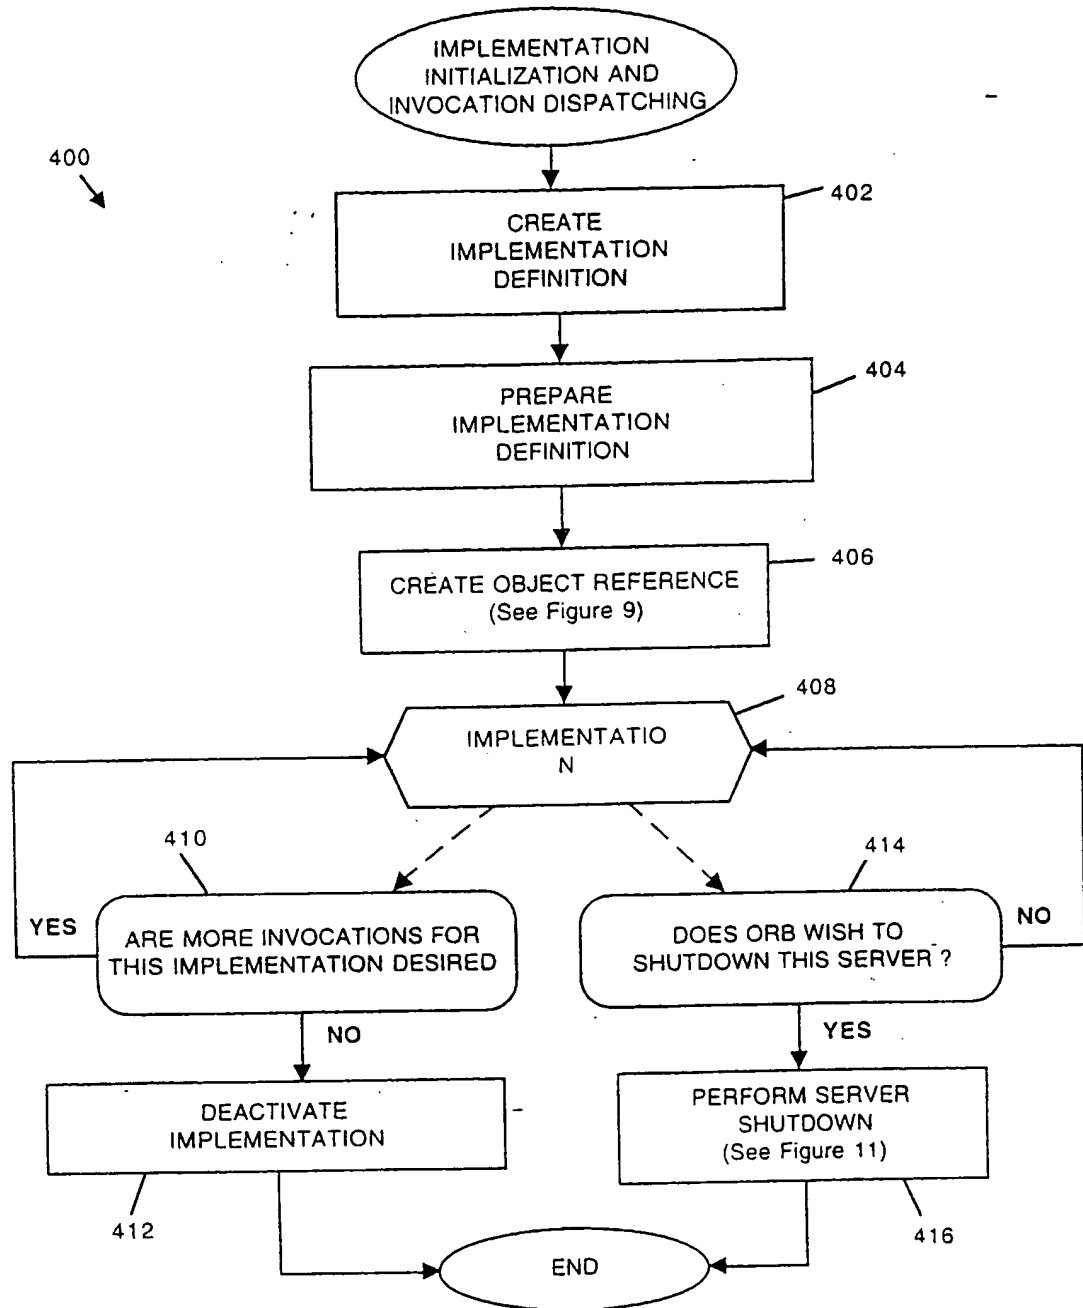 IMPLEMENTATION
INITIALIZATION AND
INVOCATION DISPATCHING
400
402
CREATE
IMPLEMENTATION
DEFINITION
404
PREPARE
IMPLEMENTATION
DEFINITION
406
CREATE OBJECT REFERENCE
(See Figure 9)
408
IMPLEMENTATIO
N
410
414
YES
ARE MORE INVOCATIONS FOR
THIS IMPLEMENTATION DESIRED
DOES ORB WISH TO
SHUTDOWN THIS SERVER ?
NO
NO
YES
DEACTIVATE
IMPLEMENTATION
PERFORM SERVER
SHUTDOWN
(See Figure 11)
412
416
END